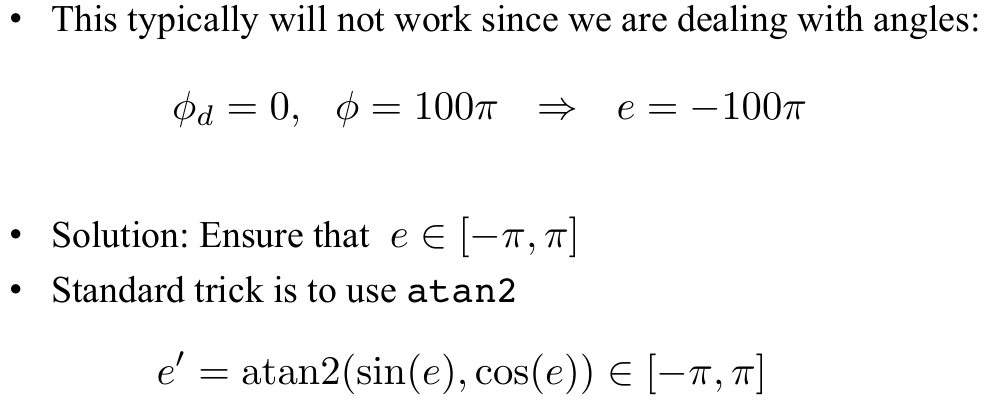 • This typically will not work since we are dealing with angles:
ϕ_d = 0, ϕ = 100π ⇒ e = −100π
• Solution: Ensure that e ∈ [−π, π]
• Standard trick is to use atan2
e′ = atan2(sin(e), cos(e)) ∈ [−π, π]